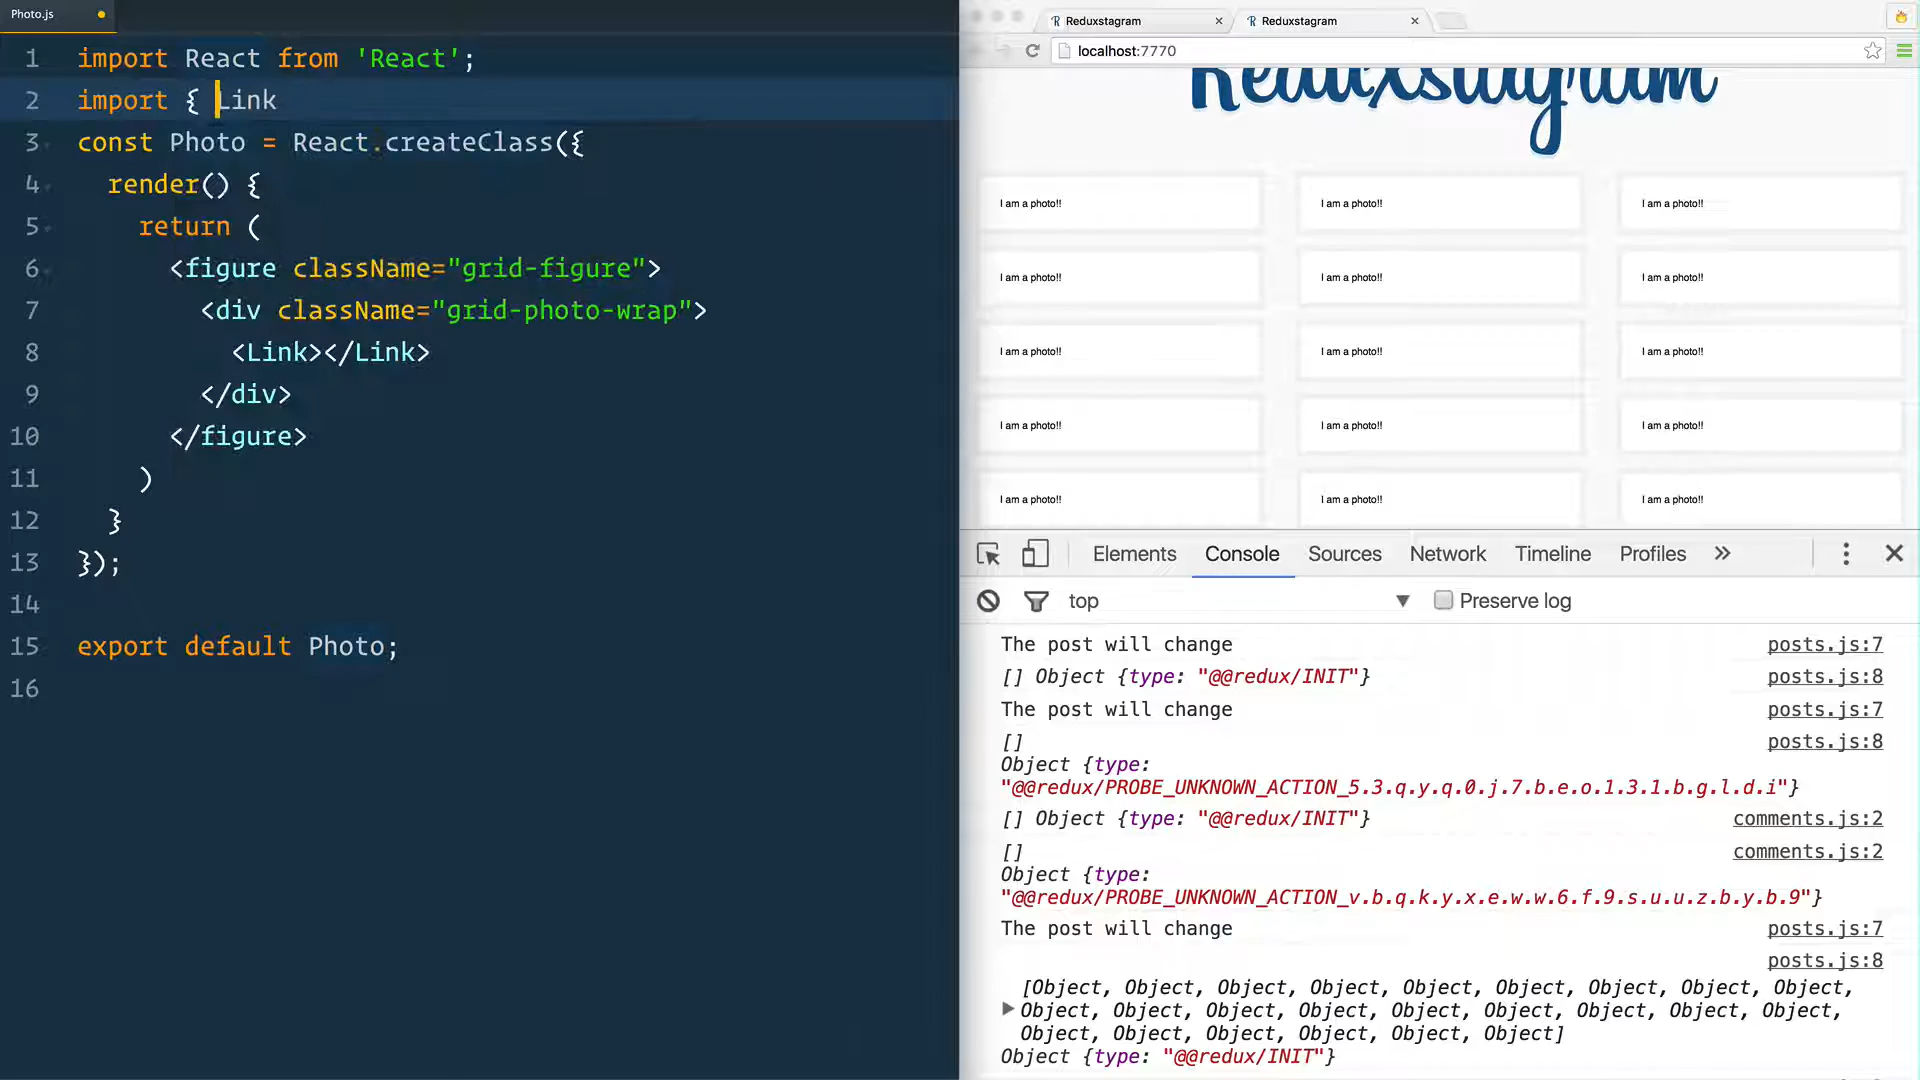 Photo.js
1 import React from 'React';
2 import { Link
3 const Photo = React.createClass({
4 render() {
5 return (
6 <figure className="grid-figure">
7 <div className="grid-photo-wrap">
8 <Link></Link>
9 </div>
10 </figure>
11 )
12 }
13 });
14
15 export default Photo;
16
Reduxstagram
Reduxstagram
localhost:7770
Reduxstagram
I am a photo!! I am a photo!! I am a photo!!
I am a photo!! I am a photo!! I am a photo!!
I am a photo!! I am a photo!! I am a photo!!
I am a photo!! I am a photo!! I am a photo!!
I am a photo!! I am a photo!! I am a photo!!
Elements Console Sources Network Timeline Profiles »
top ▼ Preserve log
The post will change posts.js:7
[] Object {type: "@@redux/INIT"} posts.js:8
The post will change posts.js:7
[] posts.js:8
Object {type:
"@@redux/PROBE_UNKNOWN_ACTION_5.3.q.y.q.0.j.7.b.e.o.1.3.1.b.g.l.d.i"}
[] Object {type: "@@redux/INIT"} comments.js:2
[] comments.js:2
Object {type:
"@@redux/PROBE_UNKNOWN_ACTION_v.b.q.k.y.x.e.w.w.6.f.9.s.u.u.z.b.y.b.9"}
The post will change posts.js:7
posts.js:8
[Object, Object, Object, Object, Object, Object, Object, Object, Object,
Object, Object, Object, Object, Object, Object, Object, Object, Object,
Object, Object, Object, Object, Object, Object]
Object {type: "@@redux/INIT"}